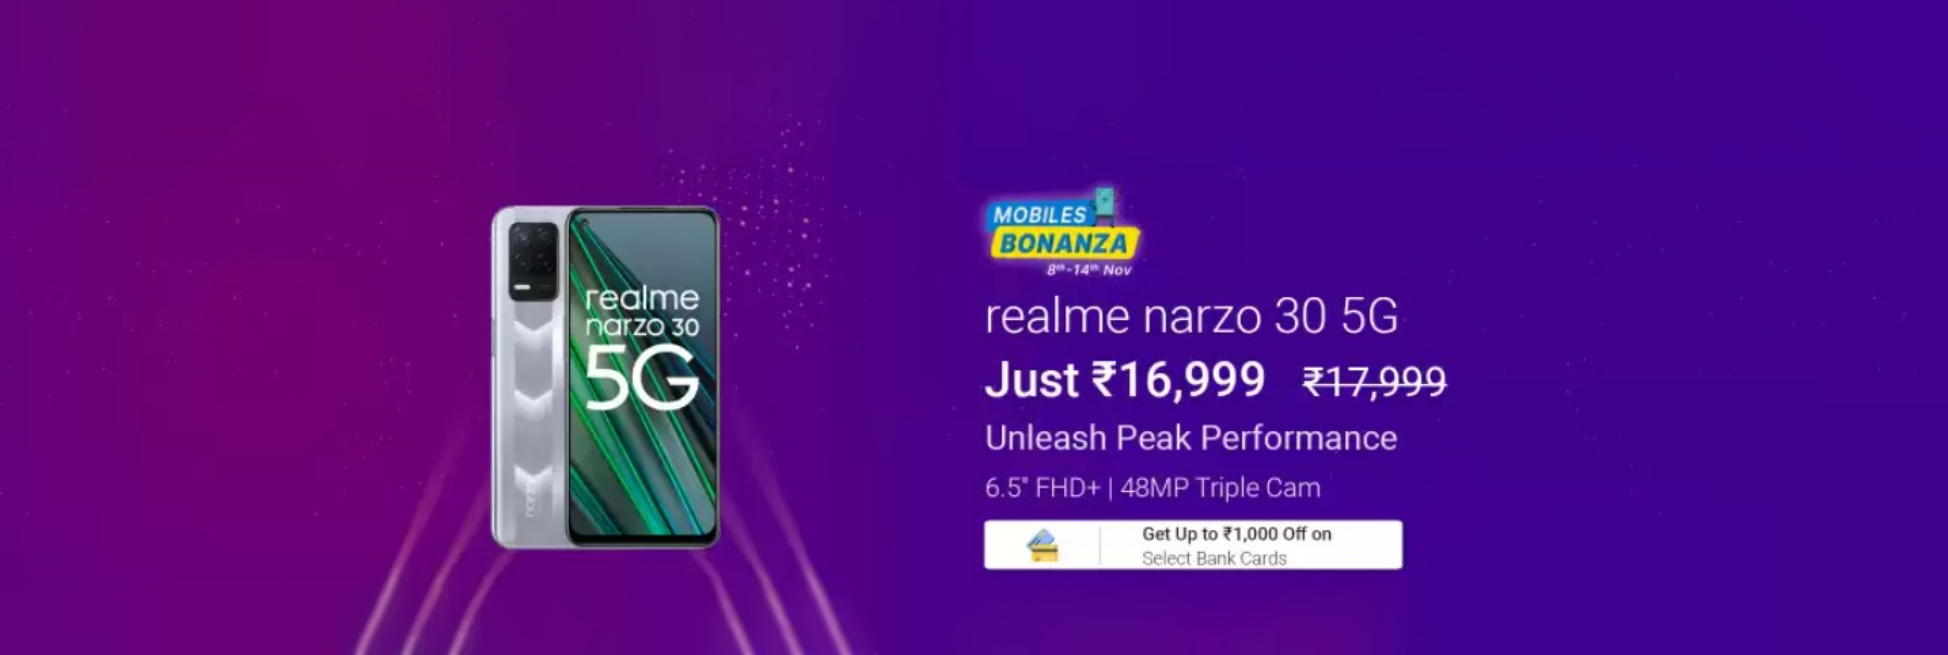 realme
narzo 30
5G
narzo
MOBILES
BONANZA
8th-14th Nov
realme narzo 30 5G
Just ₹16,999 ₹17,999
Unleash Peak Performance
6.5" FHD+ | 48MP Triple Cam
Get Up to ₹1,000 Off on
Select Bank Cards